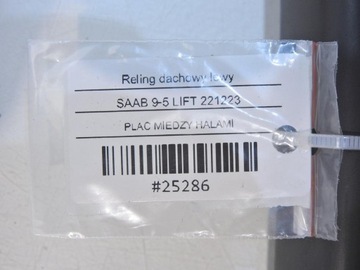 Reling dachowy lewy
SAAB 9-5 LIFT 221223
PLAC MIEDZY HALAMI
#25286